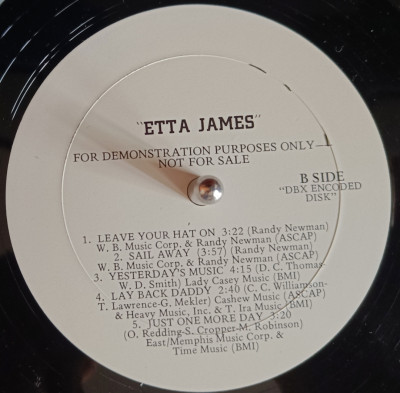 "ETTA JAMES"
FOR DEMONSTRATION PURPOSES ONLY—
NOT FOR SALE
B SIDE
"DBX ENCODED
DISK"
1. LEAVE YOUR HAT ON 3:22 (Randy Newman)
W. B. Music Corp. & Randy Newman (ASCAP)
2. SAIL AWAY (3:57) (Randy Newman)
W. B. Music Corp. & Randy Newman (ASCAP)
3. YESTERDAY'S MUSIC 4:15 (D. C. Thomas-
W. D. Smith) Lady Casey Music (BMI)
4. LAY BACK DADDY 2:40 (C. C. Williamson-
T. Lawrence-G. Mekler) Cashew Music (ASCAP)
& Heavy Music, Inc. & T. Ira Music (BMI)
5. JUST ONE MORE DAY 3:20
(O. Redding-S. Cropper-M. Robinson)
East/Memphis Music Corp. &
Time Music (BMI)